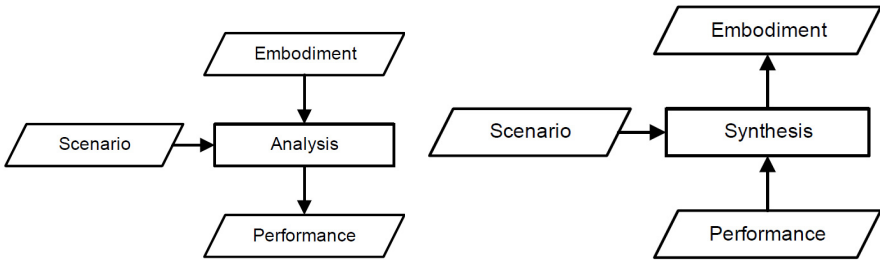 Embodiment
Scenario
Analysis
Performance
Embodiment
Scenario
Synthesis
Performance